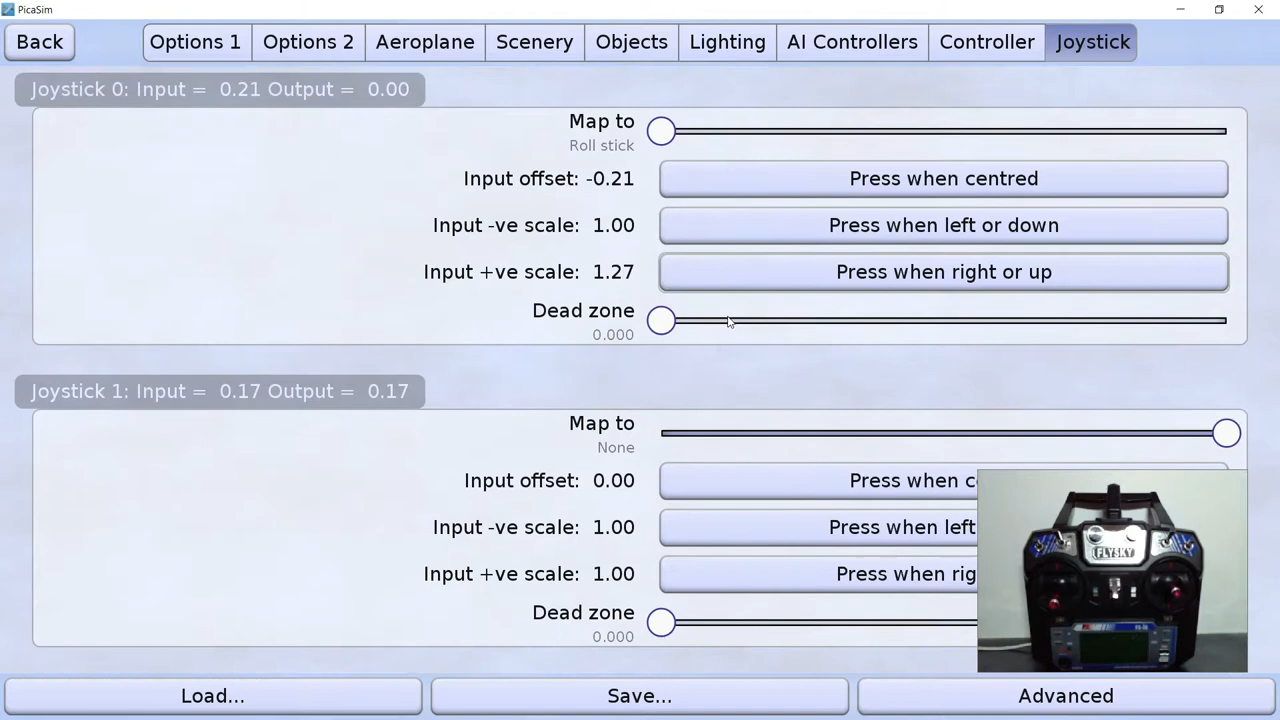 PicaSim
Back
Options 1
Options 2
Aeroplane
Scenery
Objects
Lighting
AI Controllers
Controller
Joystick
Joystick 0: Input = 0.21 Output = 0.00
Map to
Roll stick
Input offset: -0.21
Press when centred
Input -ve scale: 1.00
Press when left or down
Input +ve scale: 1.27
Press when right or up
Dead zone
0.000
Joystick 1: Input = 0.17 Output = 0.17
Map to
None
Input offset: 0.00
Press when c
Input -ve scale: 1.00
Press when left
Input +ve scale: 1.00
Press when rig
Dead zone
0.000
FLYSKY
Load...
Save...
Advanced